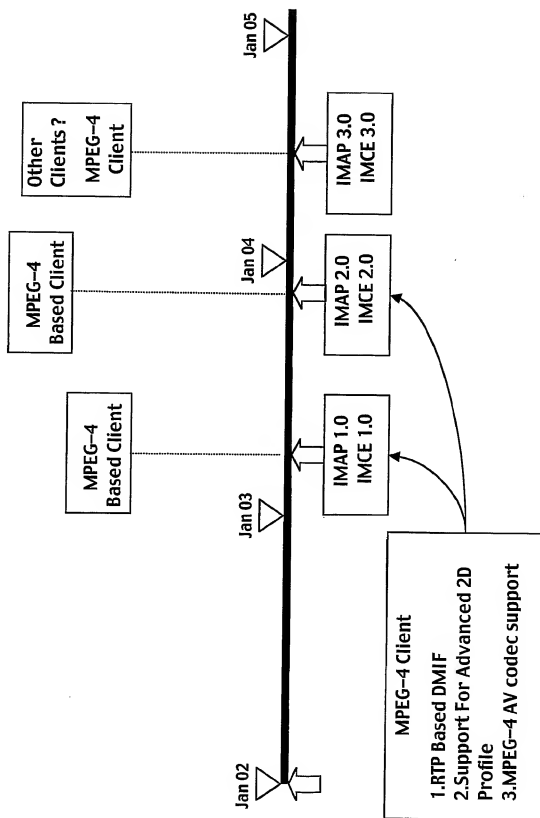 Other
Clients ?
MPEG-4
Client
MPEG-4
Based Client
MPEG-4
Based Client
Jan 02
Jan 03
Jan 04
Jan 05
IMAP 1.0
IMCE 1.0
IMAP 2.0
IMCE 2.0
IMAP 3.0
IMCE 3.0
MPEG-4 Client
1.RTP Based DMIF
2.Support For Advanced 2D
Profile
3.MPEG-4 AV codec support